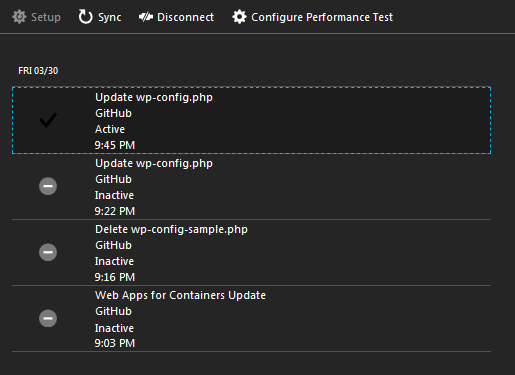 Setup Sync Disconnect Configure Performance Test
FRI 03/30
Update wp-config.php
GitHub
Active
9:45 PM
Update wp-config.php
GitHub
Inactive
9:22 PM
Delete wp-config-sample.php
GitHub
Inactive
9:16 PM
Web Apps for Containers Update
GitHub
Inactive
9:03 PM